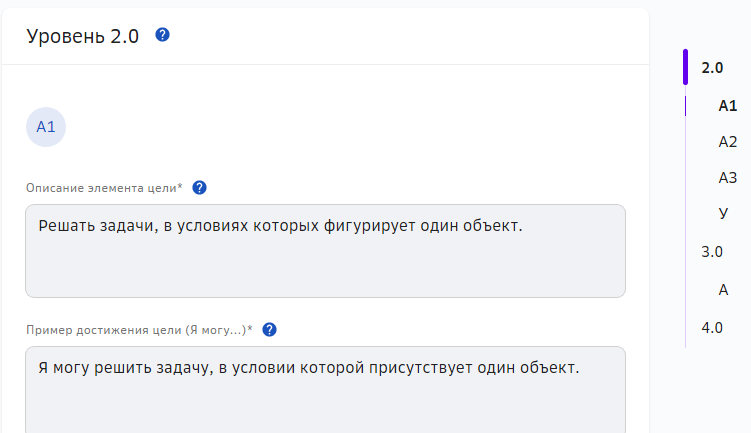 Уровень 2.0
?
А1
Описание элемента цели*
?
Решать задачи, в условиях которых фигурирует один объект.
Пример достижения цели (Я могу...)*
?
Я могу решить задачу, в условии которой присутствует один объект.
2.0
А1
А2
А3
У
3.0
А
4.0